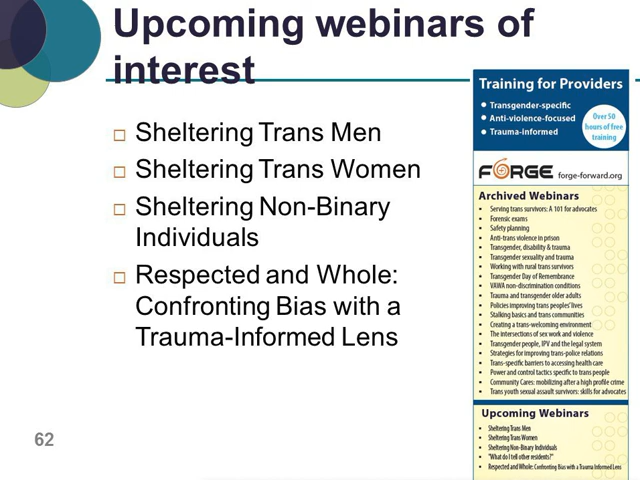 Upcoming webinars of
interest
□ Sheltering Trans Men
□ Sheltering Trans Women
□ Sheltering Non-Binary
Individuals
□ Respected and Whole:
Confronting Bias with a
Trauma-Informed Lens
62
Training for Providers
• Transgender-specific
• Anti-violence-focused
• Trauma-informed
Over 50
hours of free
training
FORGE forge-forward.org
Archived Webinars
• Serving trans survivors: A 101 for advocates
• Forensic exams
• Safety planning
• Anti-trans violence in prison
• Transgender, disability & trauma
• Transgender sexuality and trauma
• Working with rural trans survivors
• Transgender Day of Remembrance
• VAWA non-discrimination conditions
• Trauma and transgender older adults
• Policies improving trans peoples' lives
• Stalking basics and trans communities
• Creating a trans-welcoming environment
• The intersections of sex work and violence
• Transgender people, IPV and the legal system
• Strategies for improving trans-police relations
• Trans-specific barriers to accessing health care
• Power and control tactics specific to trans people
• Community Cares: mobilizing after a high profile crime
• Trans youth sexual assault survivors: skills for advocates
Upcoming Webinars
• Sheltering Trans Men
• Sheltering Trans Women
• Sheltering Non-Binary Individuals
• "What do I tell other residents?"
• Respected and Whole: Confronting Bias with a Trauma Informed Lens